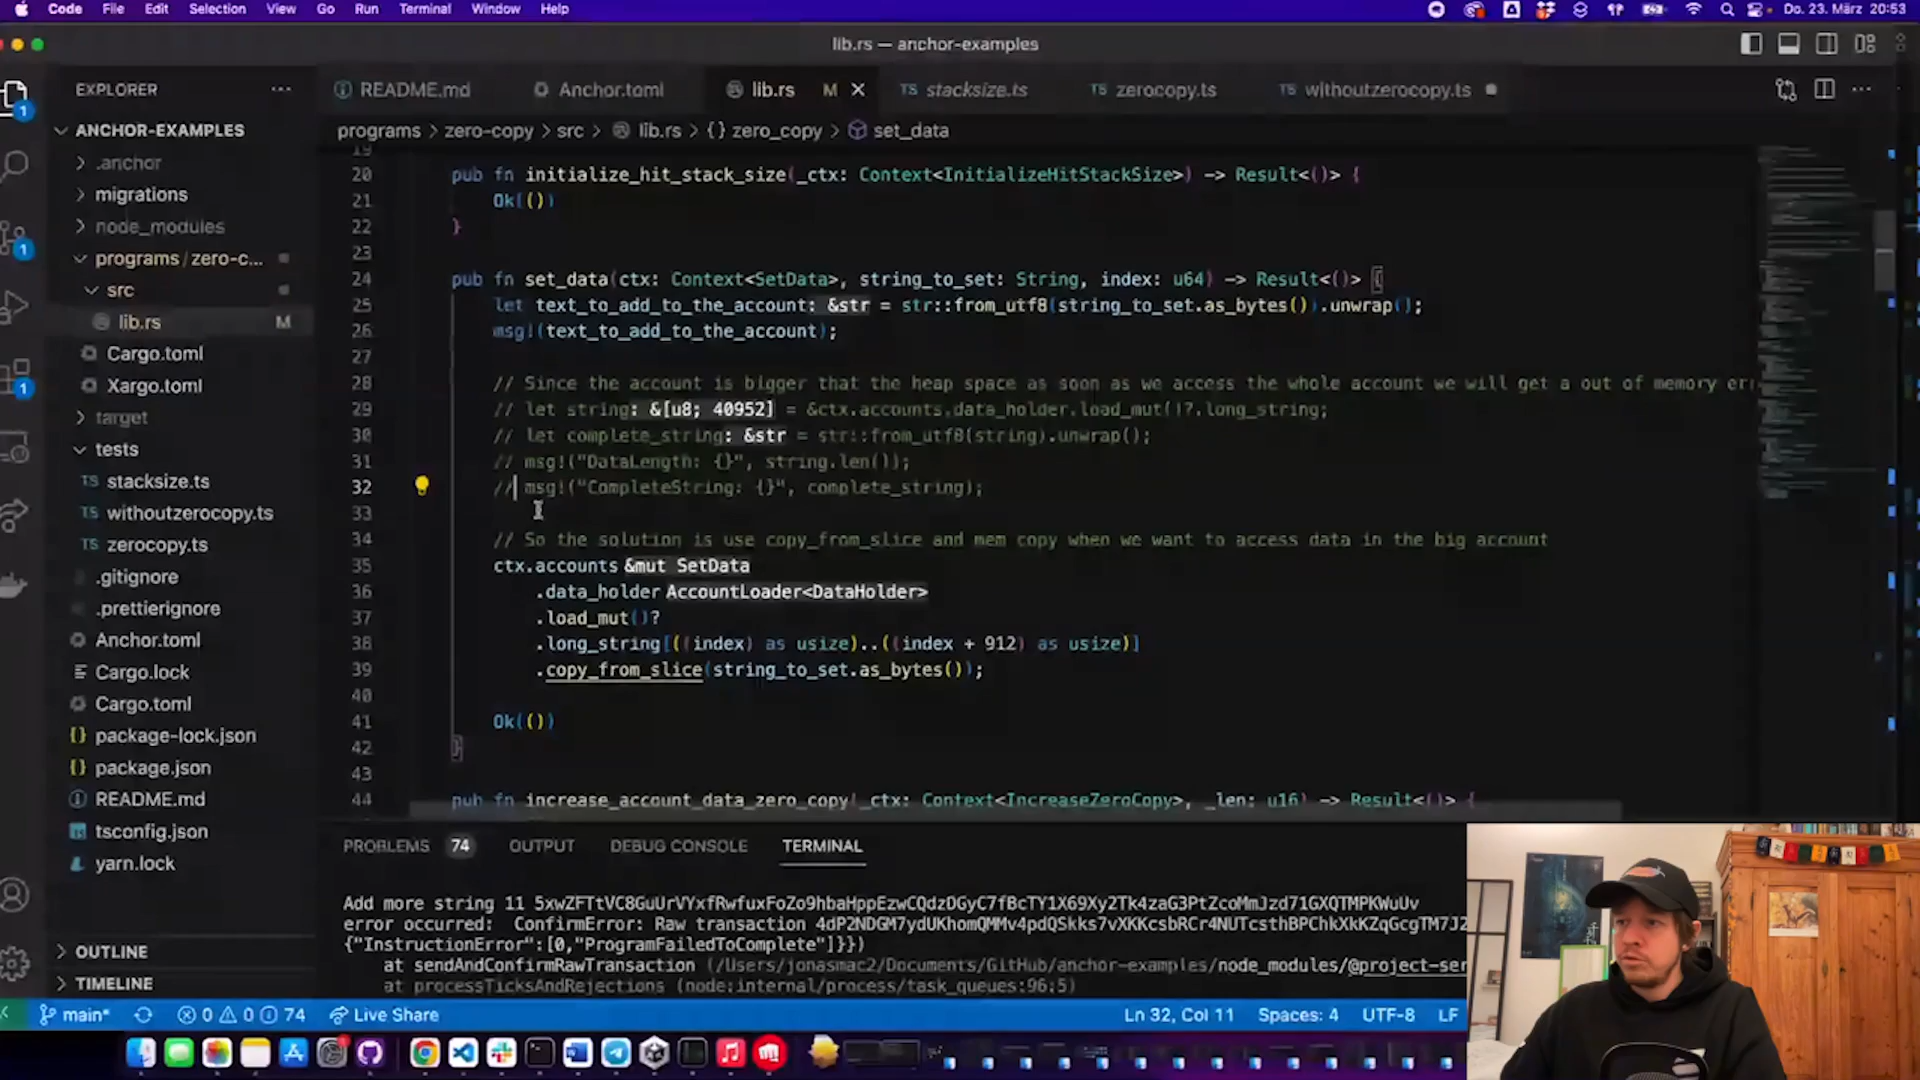 Code File Edit Selection View Go Run Terminal Window Help
Do. 23. März 20:53
lib.rs — anchor-examples
EXPLORER
README.md
Anchor.toml
lib.rs M
TS stacksize.ts
TS zerocopy.ts
TS withoutzerocopy.ts
programs > zero-copy > src > lib.rs > {} zero_copy > set_data
ANCHOR-EXAMPLES
.anchor
migrations
node_modules
programs / zero-c...
src
lib.rs M
Cargo.toml
Xargo.toml
target
tests
TS stacksize.ts
TS withoutzerocopy.ts
TS zerocopy.ts
.gitignore
.prettierignore
Anchor.toml
Cargo.lock
Cargo.toml
{} package-lock.json
{} package.json
README.md
tsconfig.json
yarn.lock
OUTLINE
TIMELINE
1
1
1
19
20 pub fn initialize_hit_stack_size(_ctx: Context<InitializeHitStackSize>) -> Result<()> {
21 Ok(())
22 }
23
24 pub fn set_data(ctx: Context<SetData>, string_to_set: String, index: u64) -> Result<()> {
25 let text_to_add_to_the_account: &str = str::from_utf8(string_to_set.as_bytes()).unwrap();
26 msg!(text_to_add_to_the_account);
27
28 // Since the account is bigger that the heap space as soon as we access the whole account we will get a out of memory err
29 // let string: &[u8; 40952] = &ctx.accounts.data_holder.load_mut()?.long_string;
30 // let complete_string: &str = str::from_utf8(string).unwrap();
31 // msg!("DataLength: {}", string.len());
32 // msg!("CompleteString: {}", complete_string);
33
34 // So the solution is use copy_from_slice and mem copy when we want to access data in the big account
35 ctx.accounts &mut SetData
36 .data_holder AccountLoader<DataHolder>
37 .load_mut()?
38 .long_string[((index) as usize)..((index + 912) as usize)]
39 .copy_from_slice(string_to_set.as_bytes());
40
41 Ok(())
42 }
43
44 pub fn increase_account_data_zero_copy(_ctx: Context<IncreaseZeroCopy>, _len: u16) -> Result<()> {
PROBLEMS 74 OUTPUT DEBUG CONSOLE TERMINAL
Add more string 11 5xwZFTtVC8GuUrVYxfRwfuxFoZo9hbaHppEzwCQdzDGyC7fBcTY1X69Xy2Tk4zaG3PtZcoMmJzd71GXQTMPKWuUv
error occurred: ConfirmError: Raw transaction 4dP2NDGM7ydUKhomQMMv4pdQSkks7vXKKcsbRCr4NUTcsthBPChkXkKZqGcgTM7J2
{"InstructionError":[0,"ProgramFailedToComplete"]}})
at sendAndConfirmRawTransaction (/Users/jonasmac2/Documents/GitHub/anchor-examples/node_modules/@project-ser
at processTicksAndRejections (node:internal/process/task_queues:96:5)
main* 0 0 74 Live Share
Ln 32, Col 11 Spaces: 4 UTF-8 LF